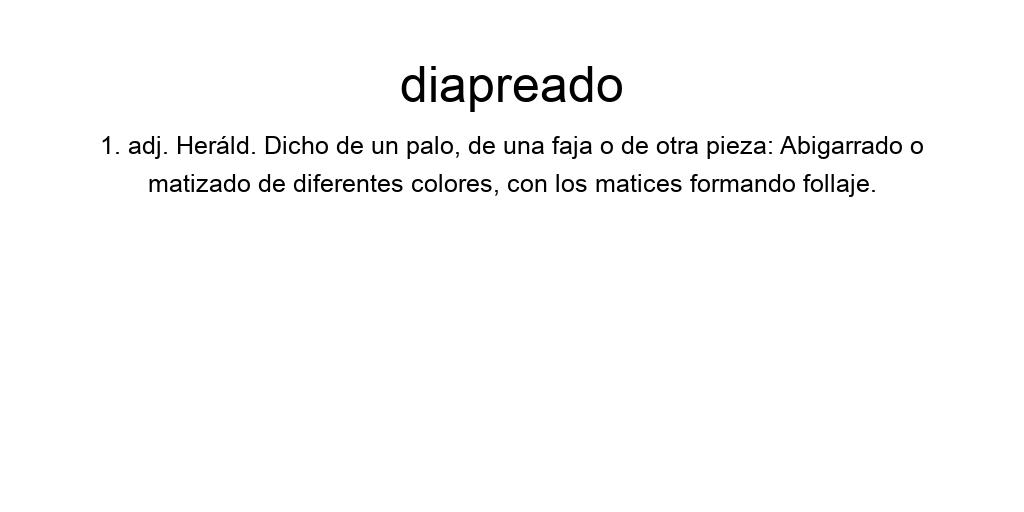 diapreado
1. adj. Heráld. Dicho de un palo, de una faja o de otra pieza: Abigarrado o
matizado de diferentes colores, con los matices formando follaje.